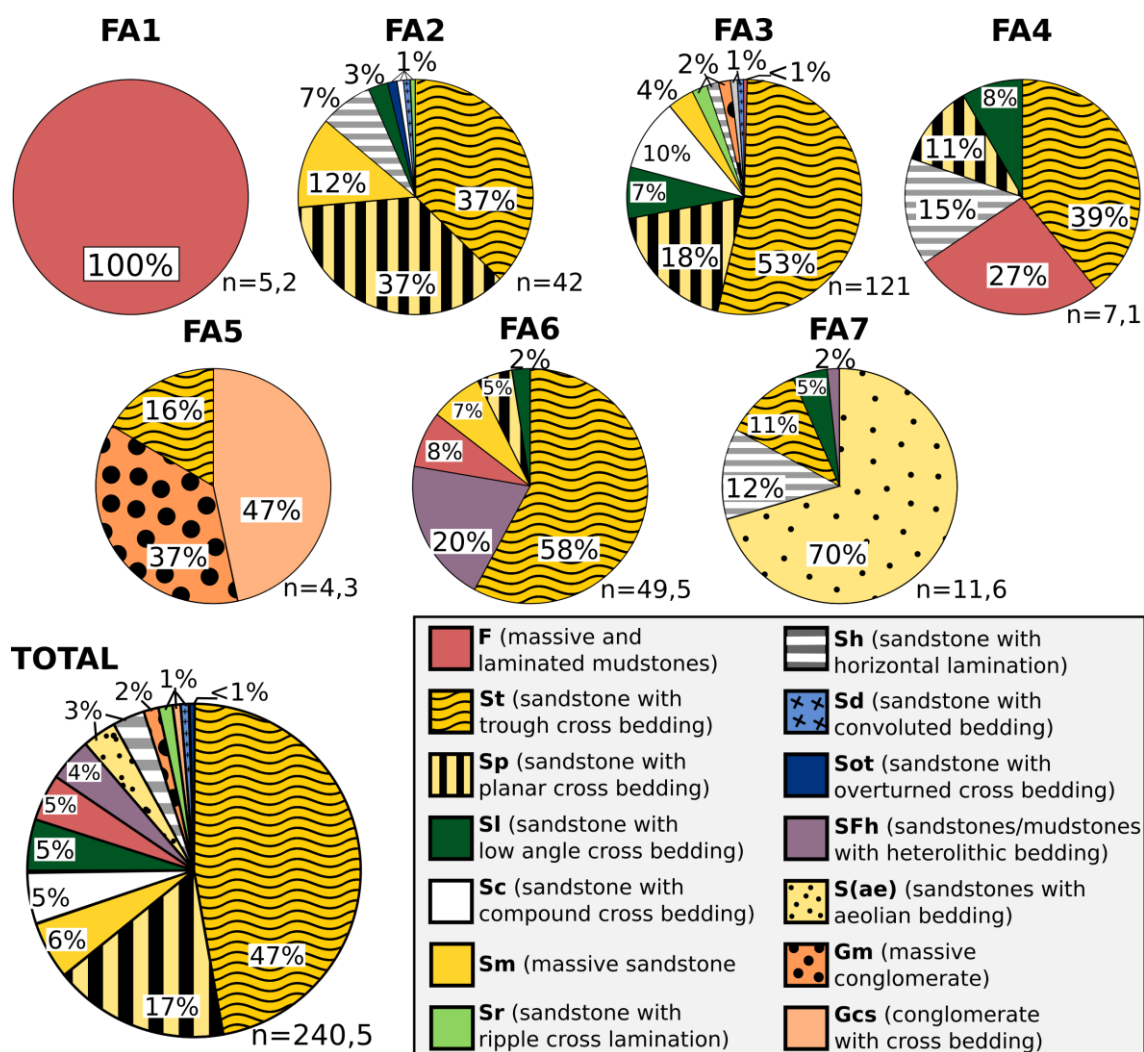 FA1
FA2
FA3
FA4
100%
n=5,2
1%
3%
7%
12%
37%
37%
n=42
<1%
1%
2%
4%
10%
7%
18%
53%
n=121
8%
11%
15%
39%
27%
n=7,1
FA5
FA6
FA7
16%
47%
37%
n=4,3
2%
5%
7%
8%
20%
58%
n=49,5
2%
5%
11%
12%
70%
n=11,6
TOTAL
<1%
1%
2%
3%
4%
5%
5%
5%
6%
17%
47%
n=240,5
F (massive and
laminated mudstones)
St (sandstone with
trough cross bedding)
Sp (sandstone with
planar cross bedding)
Sl (sandstone with
low angle cross bedding)
Sc (sandstone with
compound cross bedding)
Sm (massive sandstone
Sr (sandstone with
ripple cross lamination)
Sh (sandstone with
horizontal lamination)
Sd (sandstone with
convoluted bedding)
Sot (sandstone with
overturned cross bedding)
SFh (sandstones/mudstones
with heterolithic bedding)
S(ae) (sandstones with
aeolian bedding)
Gm (massive
conglomerate)
Gcs (conglomerate
with cross bedding)